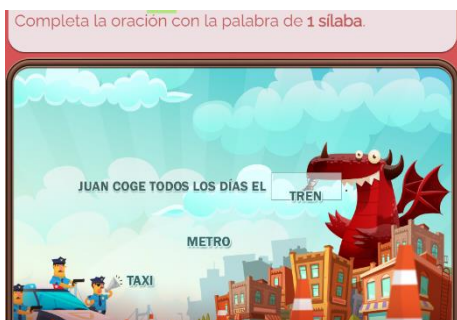 Completa la oración con la palabra de 1 sílaba.
JUAN COGE TODOS LOS DÍAS EL TREN.
METRO
TAXI